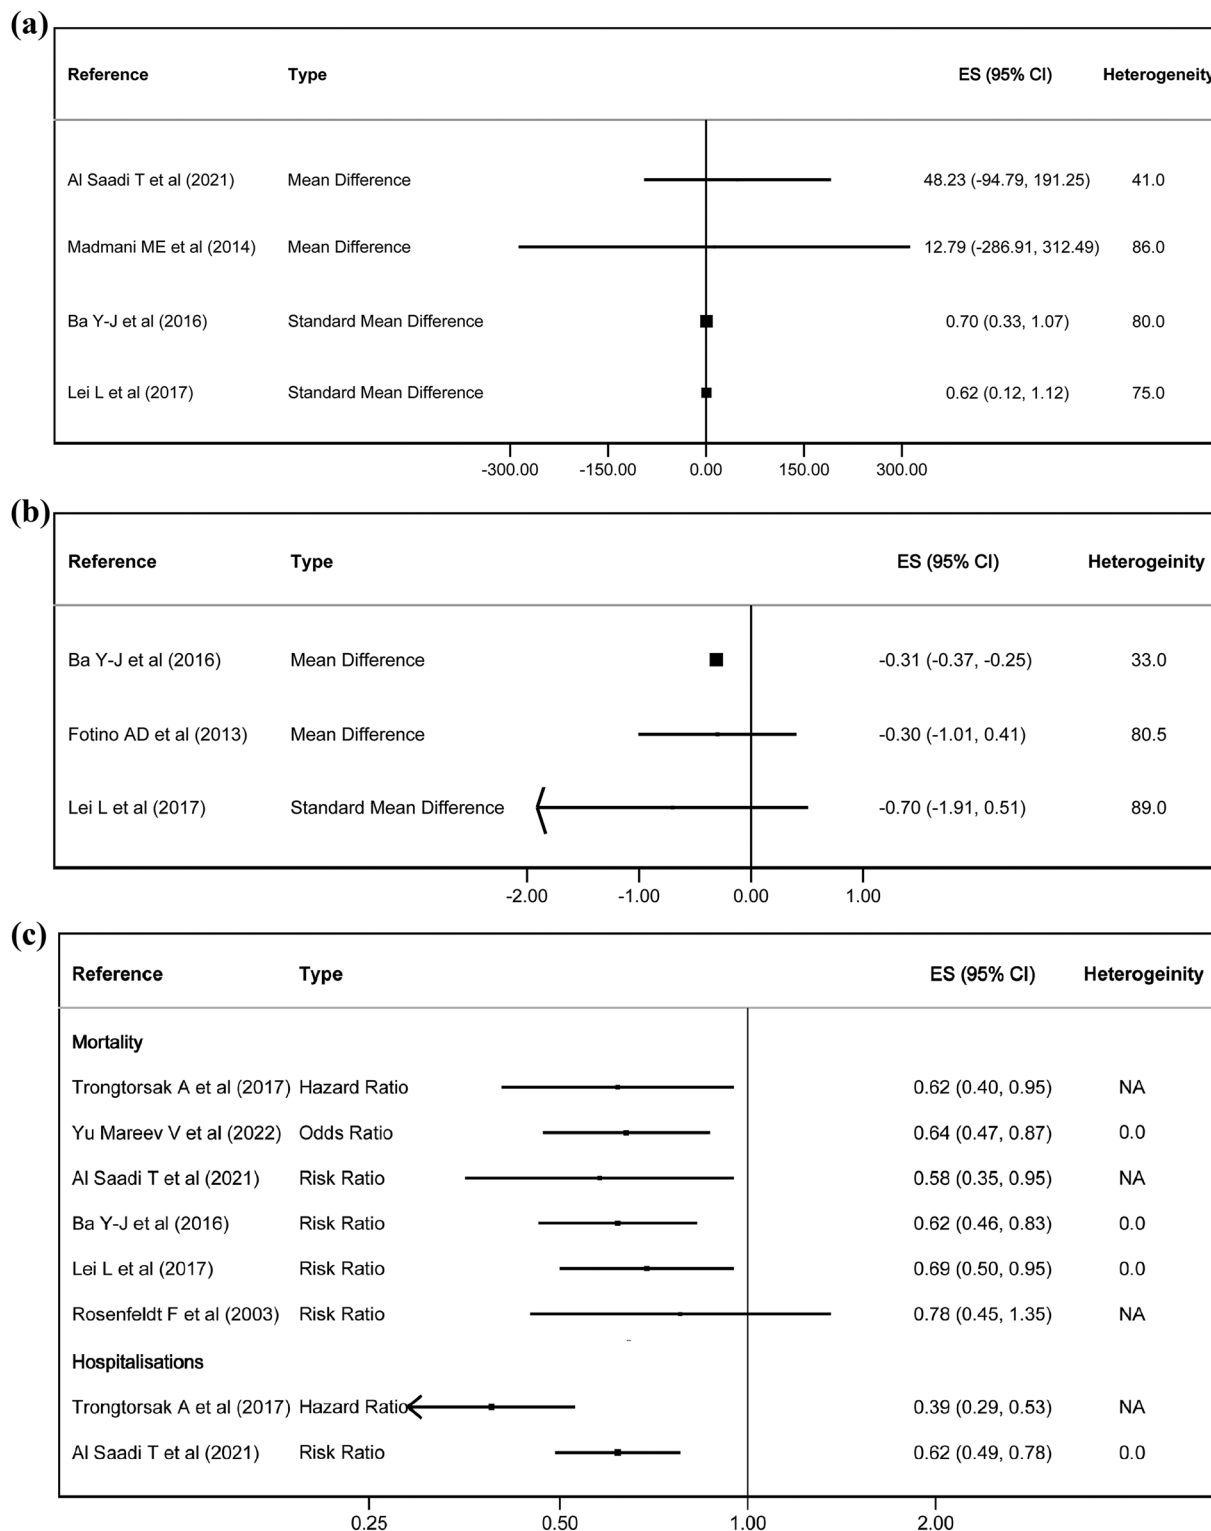 (a)
Reference Type ES (95% CI) Heterogeneity
Al Saadi T et al (2021) Mean Difference 48.23 (-94.79, 191.25) 41.0
Madmani ME et al (2014) Mean Difference 12.79 (-286.91, 312.49) 86.0
Ba Y-J et al (2016) Standard Mean Difference 0.70 (0.33, 1.07) 80.0
Lei L et al (2017) Standard Mean Difference 0.62 (0.12, 1.12) 75.0
-300.00 -150.00 0.00 150.00 300.00
(b)
Reference Type ES (95% CI) Heterogeinity
Ba Y-J et al (2016) Mean Difference -0.31 (-0.37, -0.25) 33.0
Fotino AD et al (2013) Mean Difference -0.30 (-1.01, 0.41) 80.5
Lei L et al (2017) Standard Mean Difference -0.70 (-1.91, 0.51) 89.0
-2.00 -1.00 0.00 1.00
(c)
Reference Type ES (95% CI) Heterogeinity
Mortality
Trongtorsak A et al (2017) Hazard Ratio 0.62 (0.40, 0.95) NA
Yu Mareev V et al (2022) Odds Ratio 0.64 (0.47, 0.87) 0.0
Al Saadi T et al (2021) Risk Ratio 0.58 (0.35, 0.95) NA
Ba Y-J et al (2016) Risk Ratio 0.62 (0.46, 0.83) 0.0
Lei L et al (2017) Risk Ratio 0.69 (0.50, 0.95) 0.0
Rosenfeldt F et al (2003) Risk Ratio 0.78 (0.45, 1.35) NA
Hospitalisations
Trongtorsak A et al (2017) Hazard Ratio 0.39 (0.29, 0.53) NA
Al Saadi T et al (2021) Risk Ratio 0.62 (0.49, 0.78) 0.0
0.25 0.50 1.00 2.00